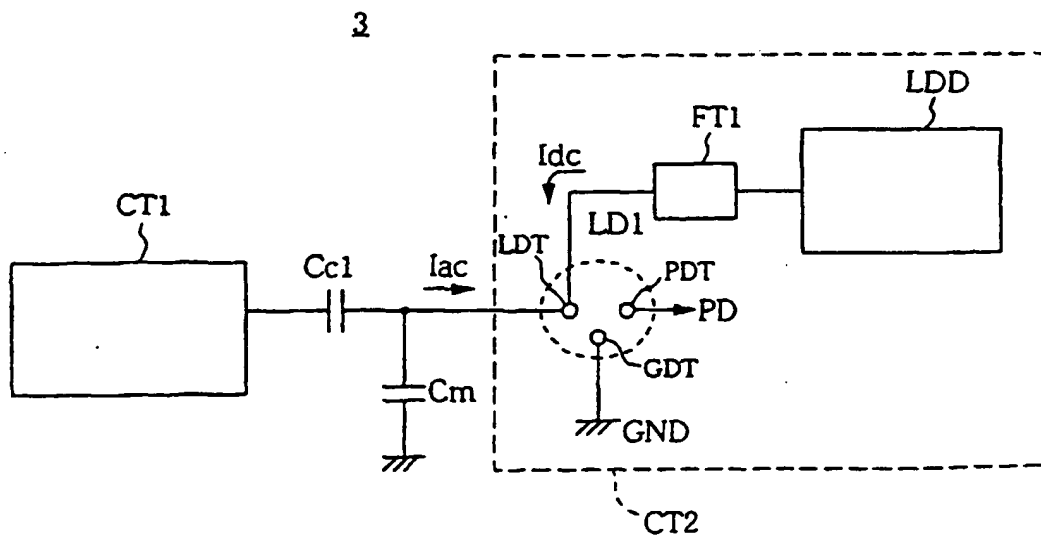 3
LDD
FT1
Idc
CT1
LD1
LDT
PDT
Cc1
Iac
PD
GDT
Cm
GND
CT2